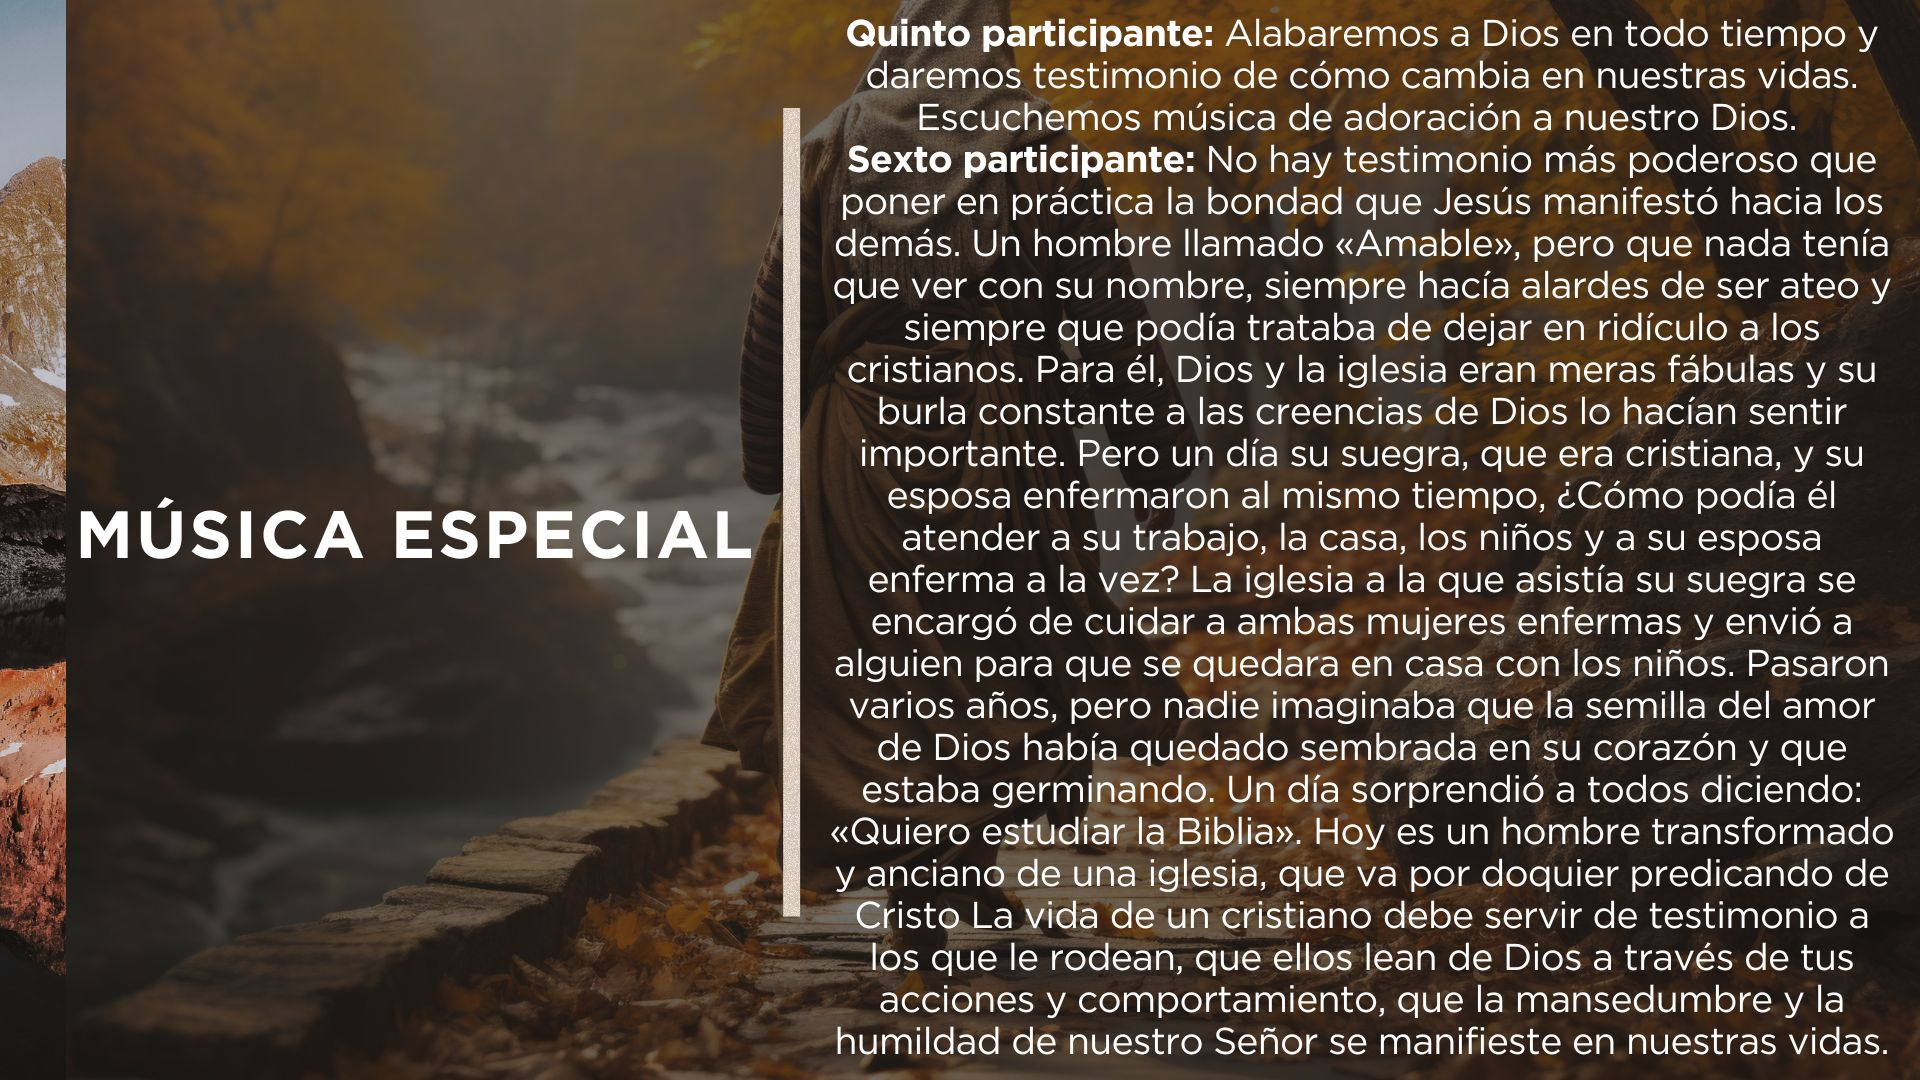 MÚSICA ESPECIAL
Quinto participante: Alabaremos a Dios en todo tiempo y
daremos testimonio de cómo cambia en nuestras vidas.
Escuchemos música de adoración a nuestro Dios.
Sexto participante: No hay testimonio más poderoso que
poner en práctica la bondad que Jesús manifestó hacia los
demás. Un hombre llamado «Amable», pero que nada tenía
que ver con su nombre, siempre hacía alardes de ser ateo y
siempre que podía trataba de dejar en ridículo a los
cristianos. Para él, Dios y la iglesia eran meras fábulas y su
burla constante a las creencias de Dios lo hacían sentir
importante. Pero un día su suegra, que era cristiana, y su
esposa enfermaron al mismo tiempo, ¿Cómo podía él
atender a su trabajo, la casa, los niños y a su esposa
enferma a la vez? La iglesia a la que asistía su suegra se
encargó de cuidar a ambas mujeres enfermas y envió a
alguien para que se quedara en casa con los niños. Pasaron
varios años, pero nadie imaginaba que la semilla del amor
de Dios había quedado sembrada en su corazón y que
estaba germinando. Un día sorprendió a todos diciendo:
«Quiero estudiar la Biblia». Hoy es un hombre transformado
y anciano de una iglesia, que va por doquier predicando de
Cristo La vida de un cristiano debe servir de testimonio a
los que le rodean, que ellos lean de Dios a través de tus
acciones y comportamiento, que la mansedumbre y la
humildad de nuestro Señor se manifieste en nuestras vidas.